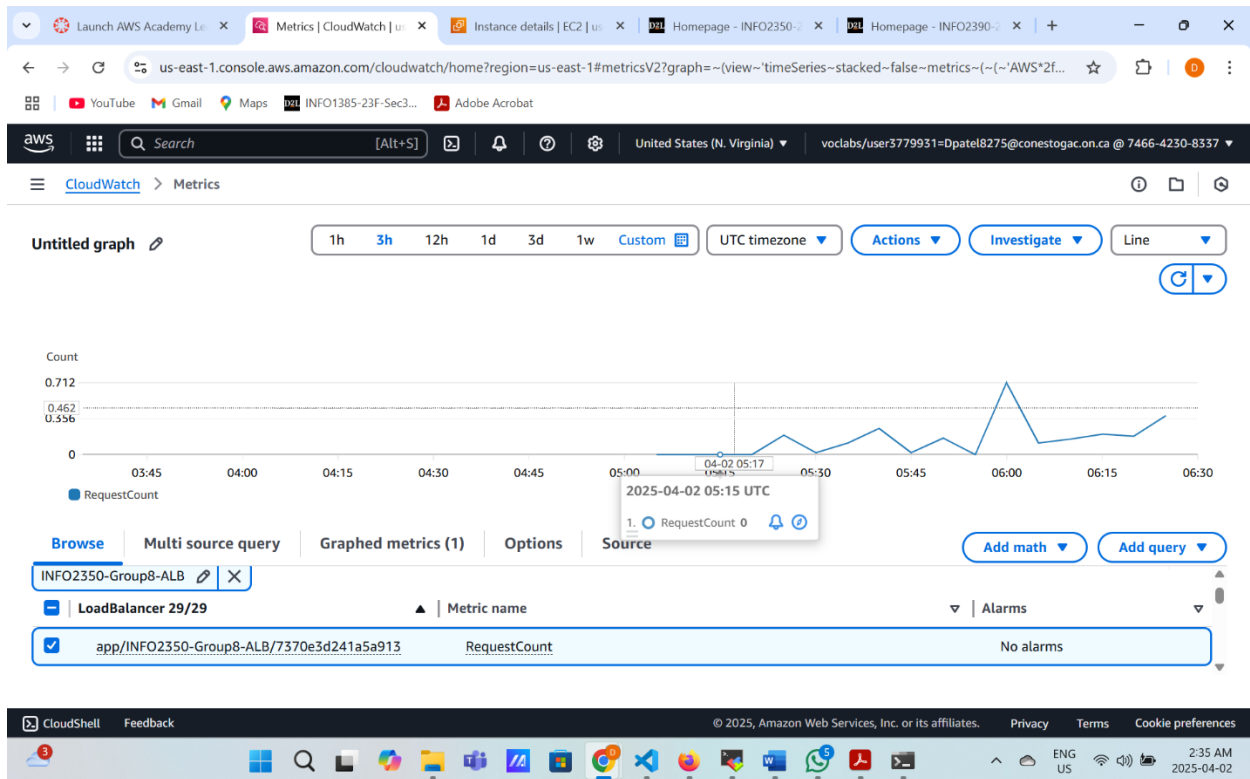 Launch AWS Academy Le
Metrics | CloudWatch | us
Instance details | EC2 | us
Homepage - INFO2350-2
Homepage - INFO2390-2
us-east-1.console.aws.amazon.com/cloudwatch/home?region=us-east-1#metricsV2?graph=~(view~'timeSeries~stacked~false~metrics~(~(~'AWS*2f...
D
YouTube
Gmail
Maps
D2L
INFO1385-23F-Sec3...
Adobe Acrobat
aws
Search
[Alt+S]
United States (N. Virginia)
voclabs/user3779931=Dpatel8275@conestogac.on.ca @ 7466-4230-8337
CloudWatch > Metrics
Untitled graph
1h 3h 12h 1d 3d 1w Custom
UTC timezone
Actions
Investigate
Line
Count
0.712
0.462
0.356
0
03:45 04:00 04:15 04:30 04:45 05:00 05:15 05:30 05:45 06:00 06:15 06:30
04-02 05:17
RequestCount
2025-04-02 05:15 UTC
1. RequestCount 0
Browse
Multi source query
Graphed metrics (1)
Options
Source
Add math
Add query
INFO2350-Group8-ALB
LoadBalancer 29/29
Metric name
Alarms
app/INFO2350-Group8-ALB/7370e3d241a5a913
RequestCount
No alarms
CloudShell
Feedback
© 2025, Amazon Web Services, Inc. or its affiliates.
Privacy
Terms
Cookie preferences
3
5
ENG
US
2:35 AM
2025-04-02